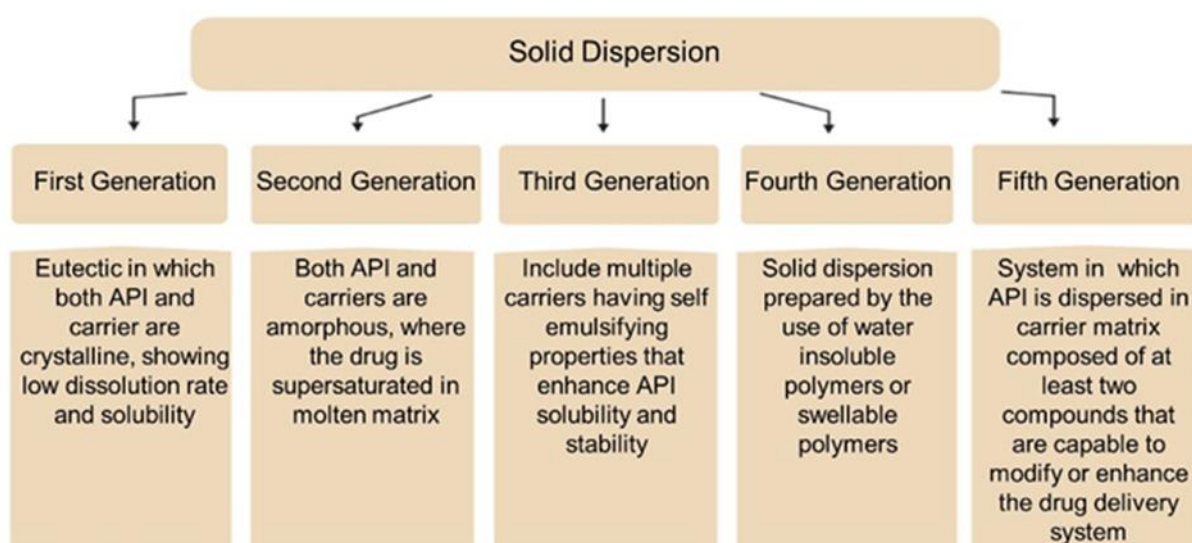 Solid Dispersion
First Generation
Second Generation
Third Generation
Fourth Generation
Fifth Generation
Eutectic in which
both API and
carrier are
crystalline, showing
low dissolution rate
and solubility
Both API and
carriers are
amorphous, where
the drug is
supersaturated in
molten matrix
Include multiple
carriers having self
emulsifying
properties that
enhance API
solubility and
stability
Solid dispersion
prepared by the
use of water
insoluble
polymers or
swellable
polymers
System in which
API is dispersed in
carrier matrix
composed of at
least two
compounds that
are capable to
modify or enhance
the drug delivery
system